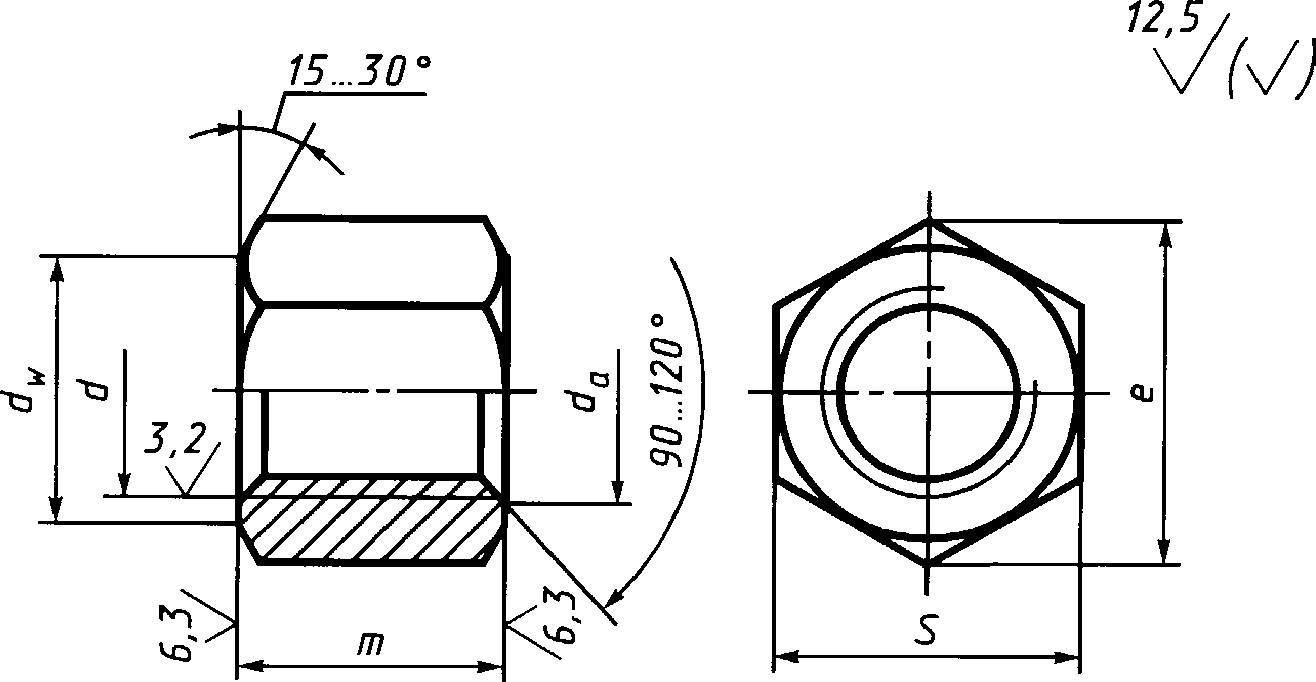 12,5
(
)
15...30°
d_w
d
3,2
d_a
90...120°
e
6,3
m
6,3
S